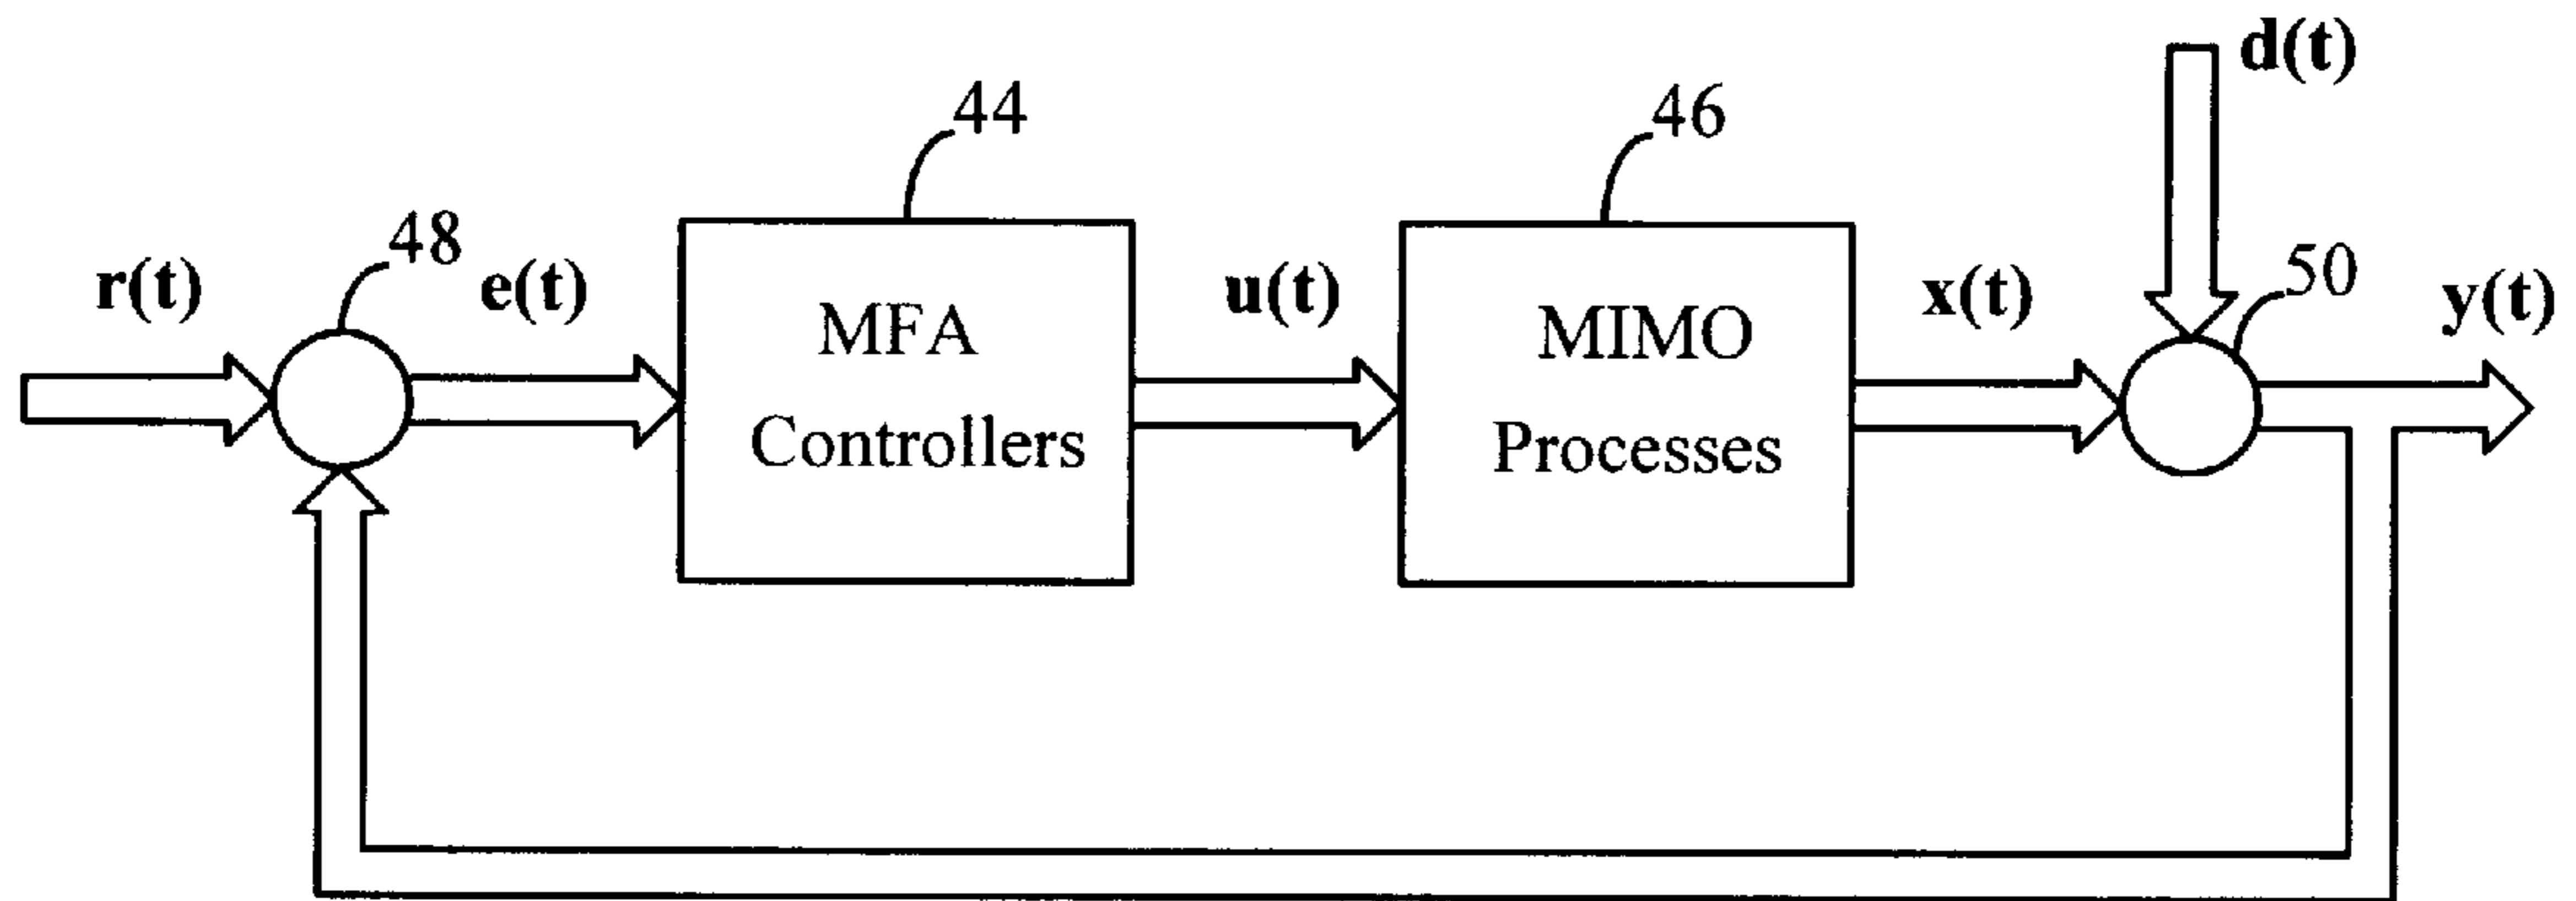 d(t)
44
46
48
50
r(t)
e(t)
u(t)
x(t)
y(t)
MFA
Controllers
MIMO
Processes